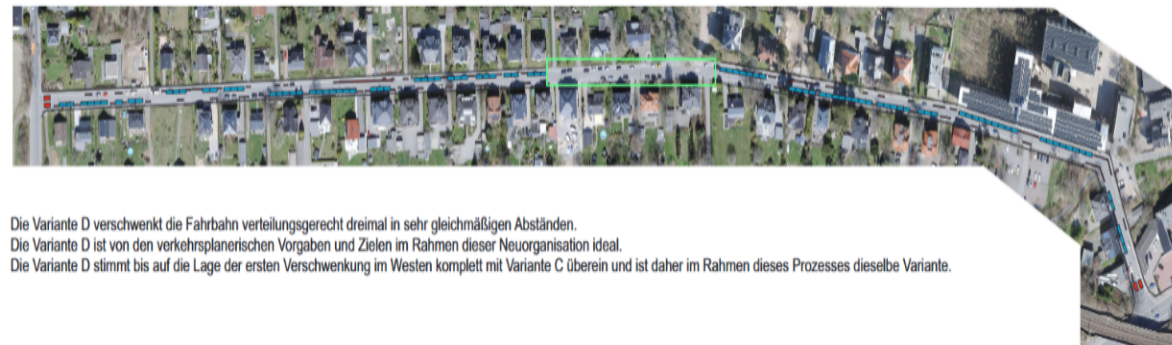 Die Variante D verschwenkt die Fahrbahn verteilungsgerecht dreimal in sehr gleichmäßigen Abständen.
Die Variante D ist von den verkehrsplanerischen Vorgaben und Zielen im Rahmen dieser Neuorganisation ideal.
Die Variante D stimmt bis auf die Lage der ersten Verschwenkung im Westen komplett mit Variante C überein und ist daher im Rahmen dieses Prozesses dieselbe Variante.